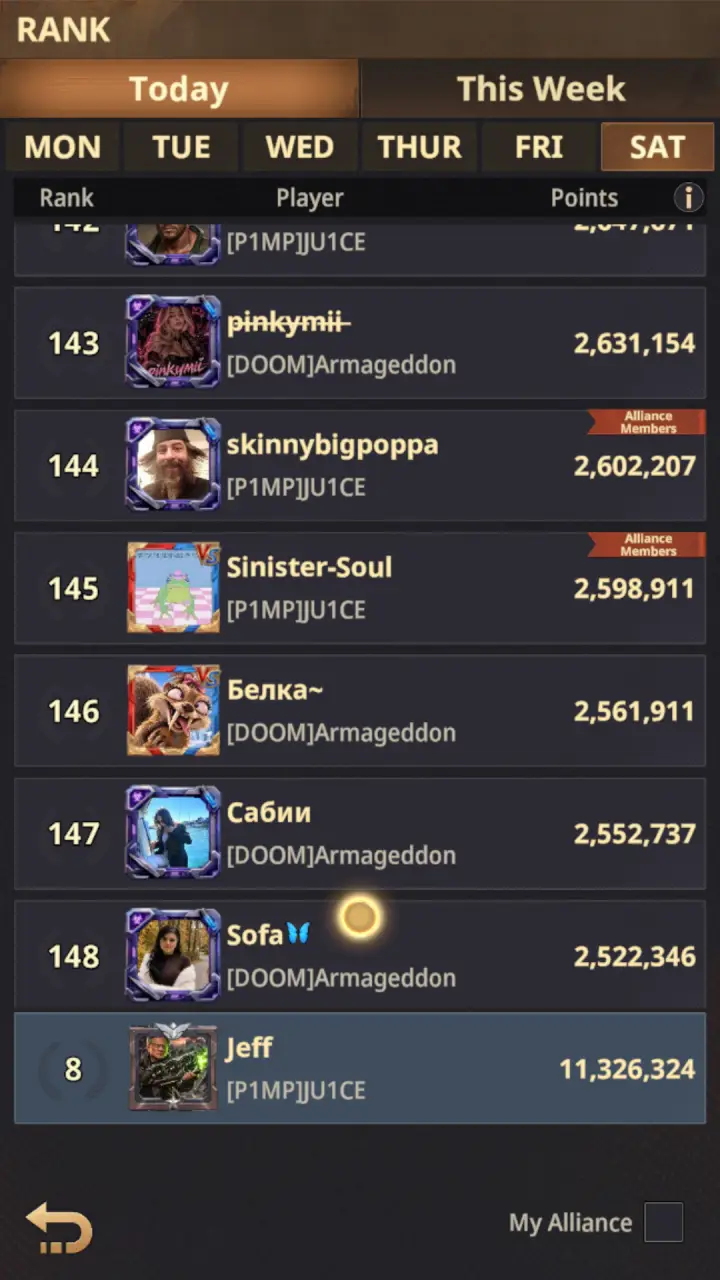 RANK
Today
This Week
MON TUE WED THUR FRI SAT
Rank Player Points
142
[P1MP]JU1CE
143 pinkymii 2,631,154
[DOOM]Armageddon
Alliance Members
144 skinnybigpoppa 2,602,207
[P1MP]JU1CE
Alliance Members
145 Sinister-Soul 2,598,911
[P1MP]JU1CE
146 Белка~ 2,561,911
[DOOM]Armageddon
147 Сабии 2,552,737
[DOOM]Armageddon
148 Sofa🦋 2,522,346
[DOOM]Armageddon
8 Jeff 11,326,324
[P1MP]JU1CE
My Alliance